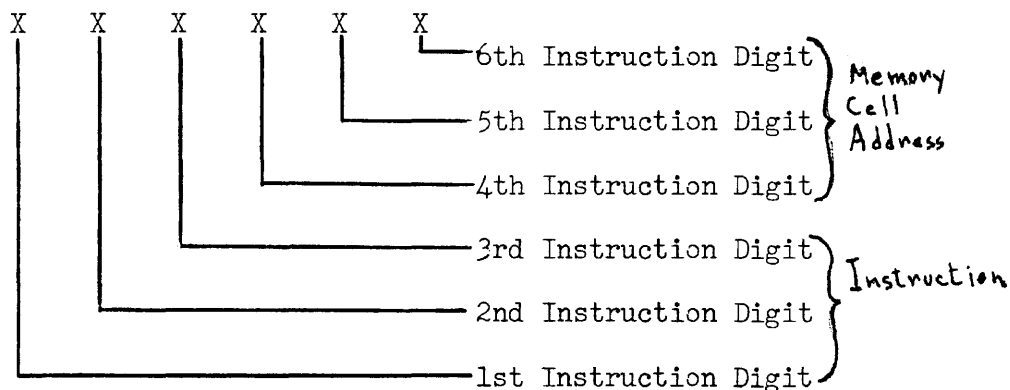 X X X X X X
6th Instruction Digit
5th Instruction Digit
4th Instruction Digit
Memory
Cell
Address
3rd Instruction Digit
2nd Instruction Digit
1st Instruction Digit
Instruction